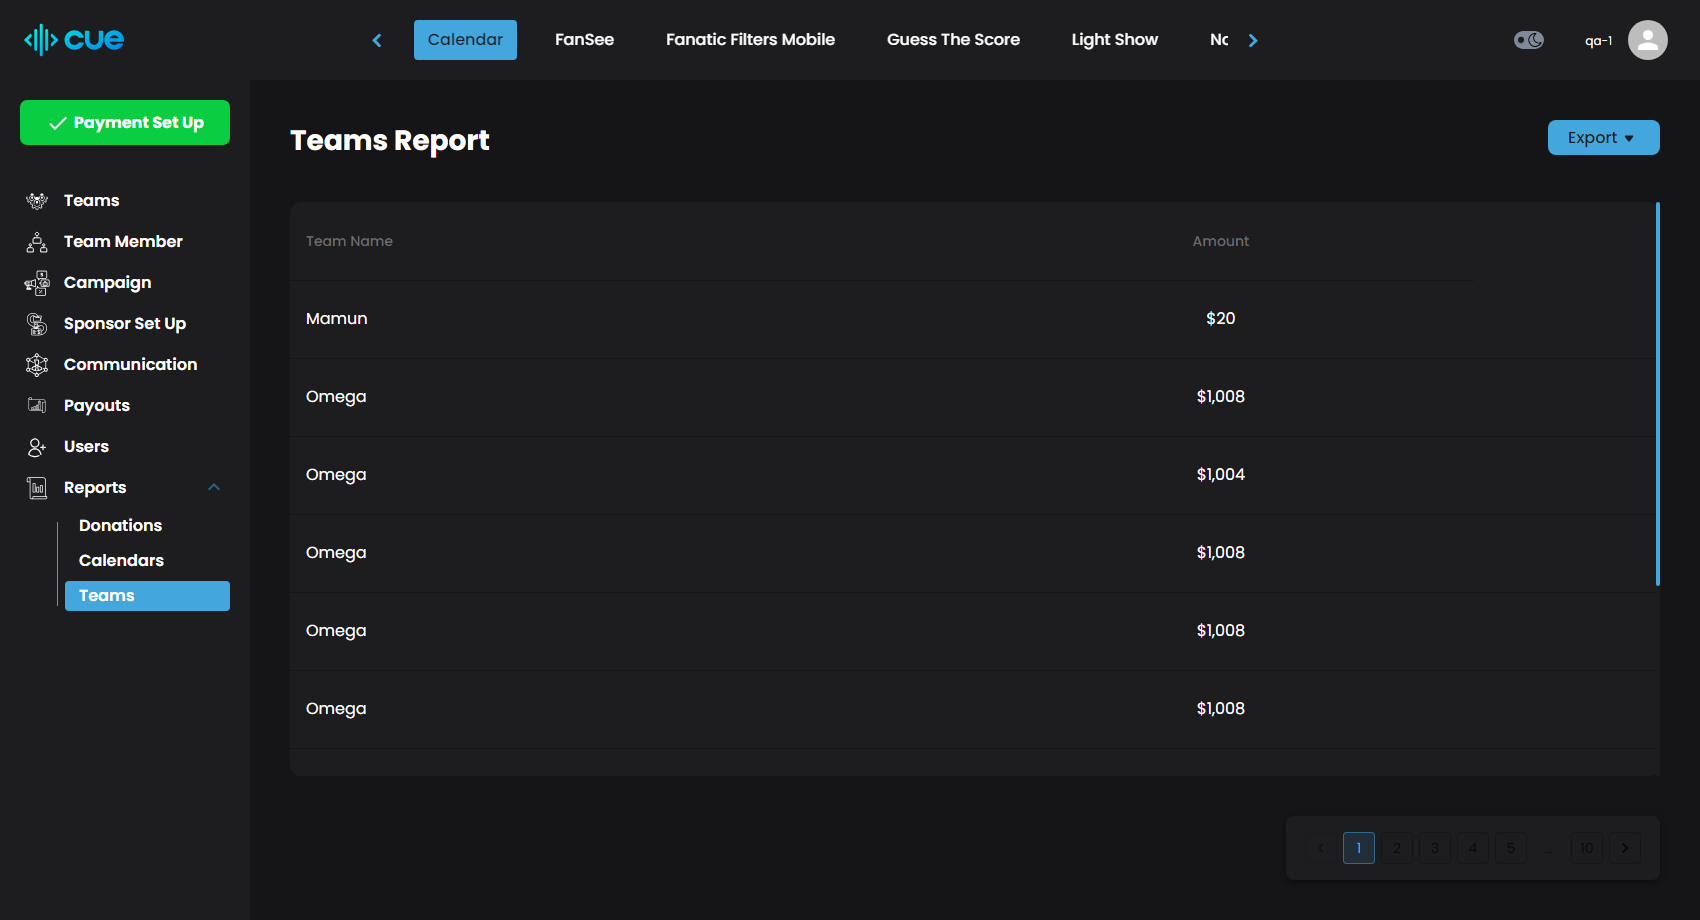 cue
Calendar FanSee Fanatic Filters Mobile Guess The Score Light Show
qa-1
Payment Set Up
Teams
Team Member
Campaign
Sponsor Set Up
Communication
Payouts
Users
Reports
Donations
Calendars
Teams
Teams Report
Export
Team Name Amount
Mamun $20
Omega $1,008
Omega $1,004
Omega $1,008
Omega $1,008
Omega $1,008
1 2 3 4 5 ... 10